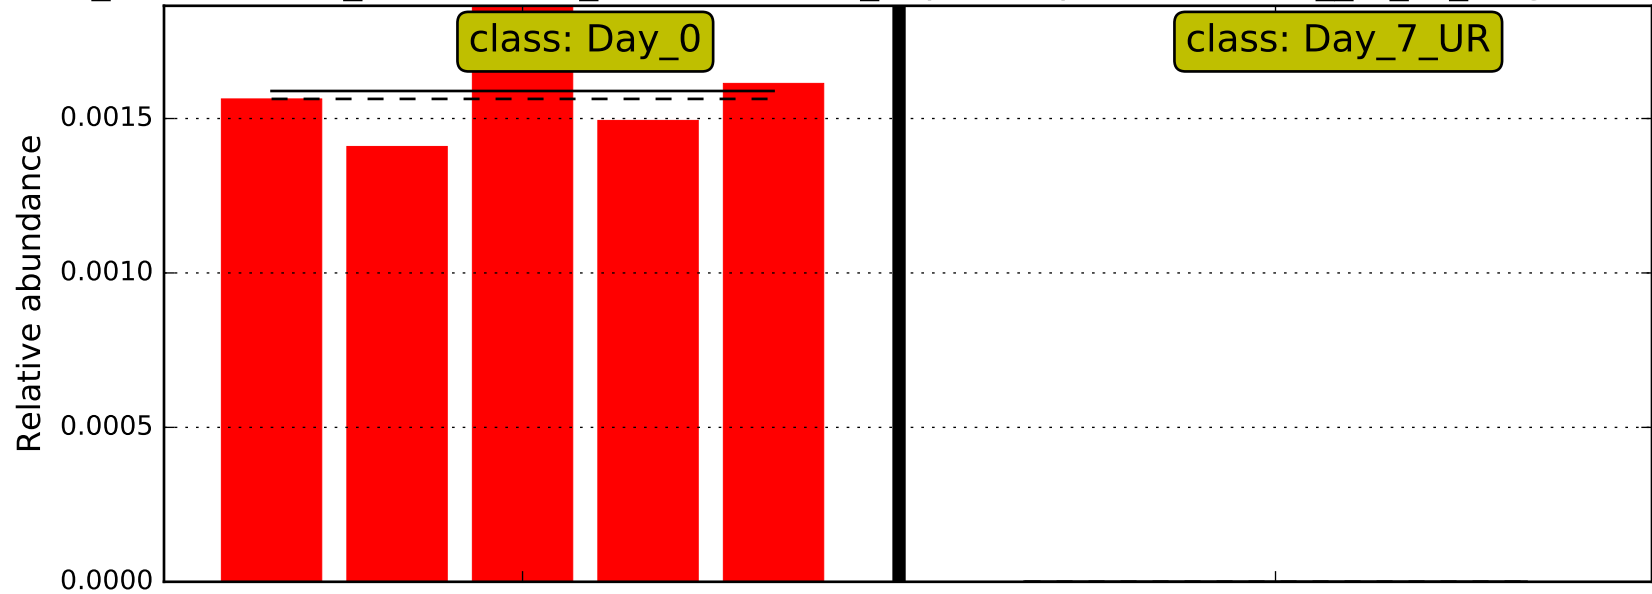 class: Day_0
class: Day_7_UR
0.0015
0.0010
0.0005
0.0000
Relative abundance